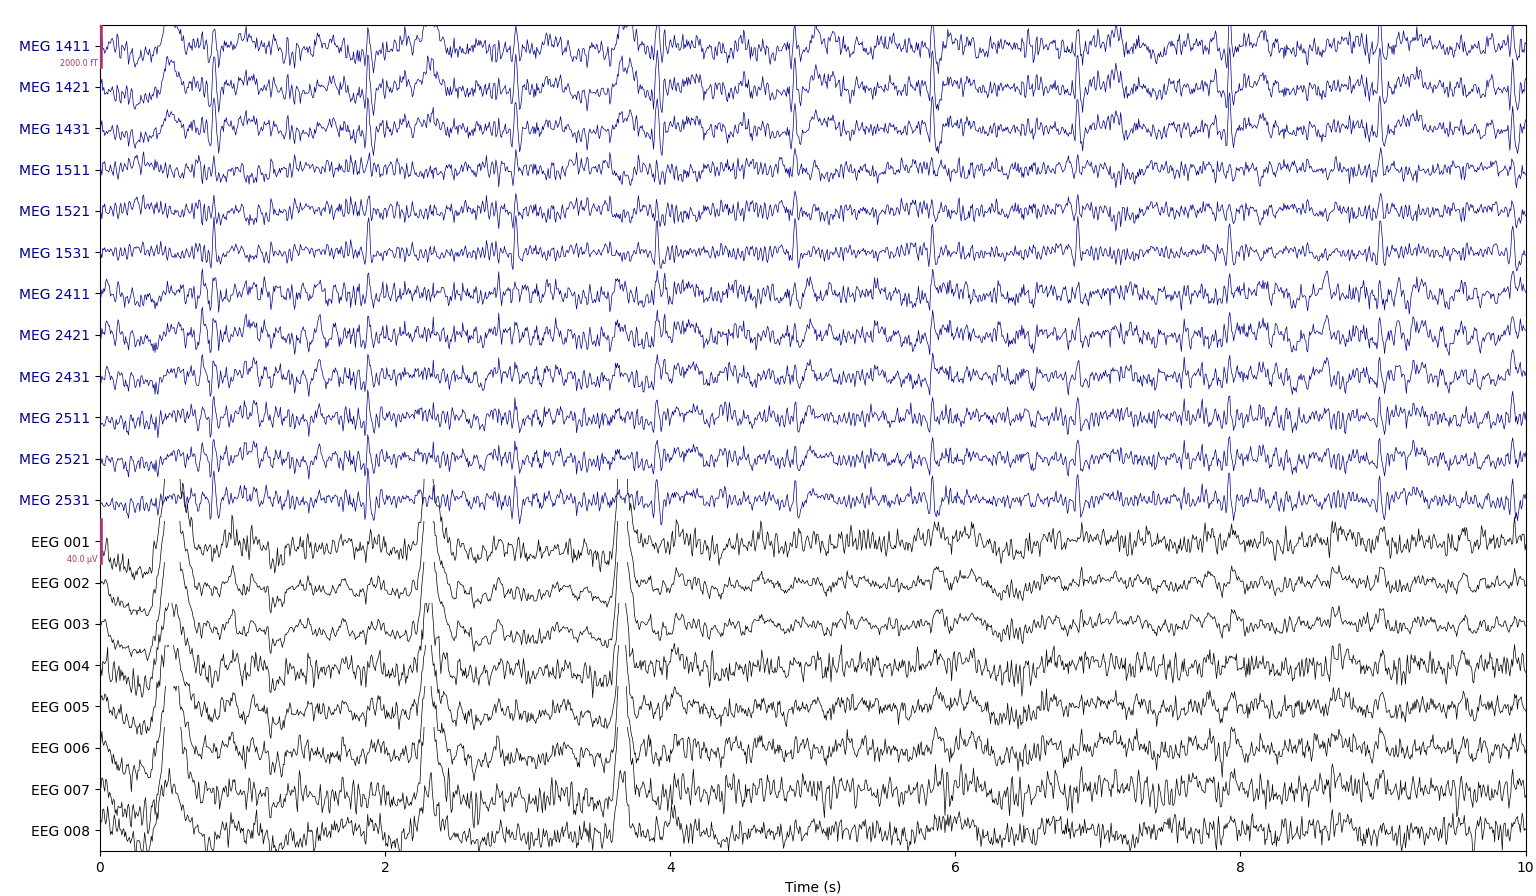 MEG 1411
2000.0 fT
MEG 1421
MEG 1431
MEG 1511
MEG 1521
MEG 1531
MEG 2411
MEG 2421
MEG 2431
MEG 2511
MEG 2521
MEG 2531
EEG 001
40.0 µV
EEG 002
EEG 003
EEG 004
EEG 005
EEG 006
EEG 007
EEG 008
0 2 4 6 8 10
Time (s)